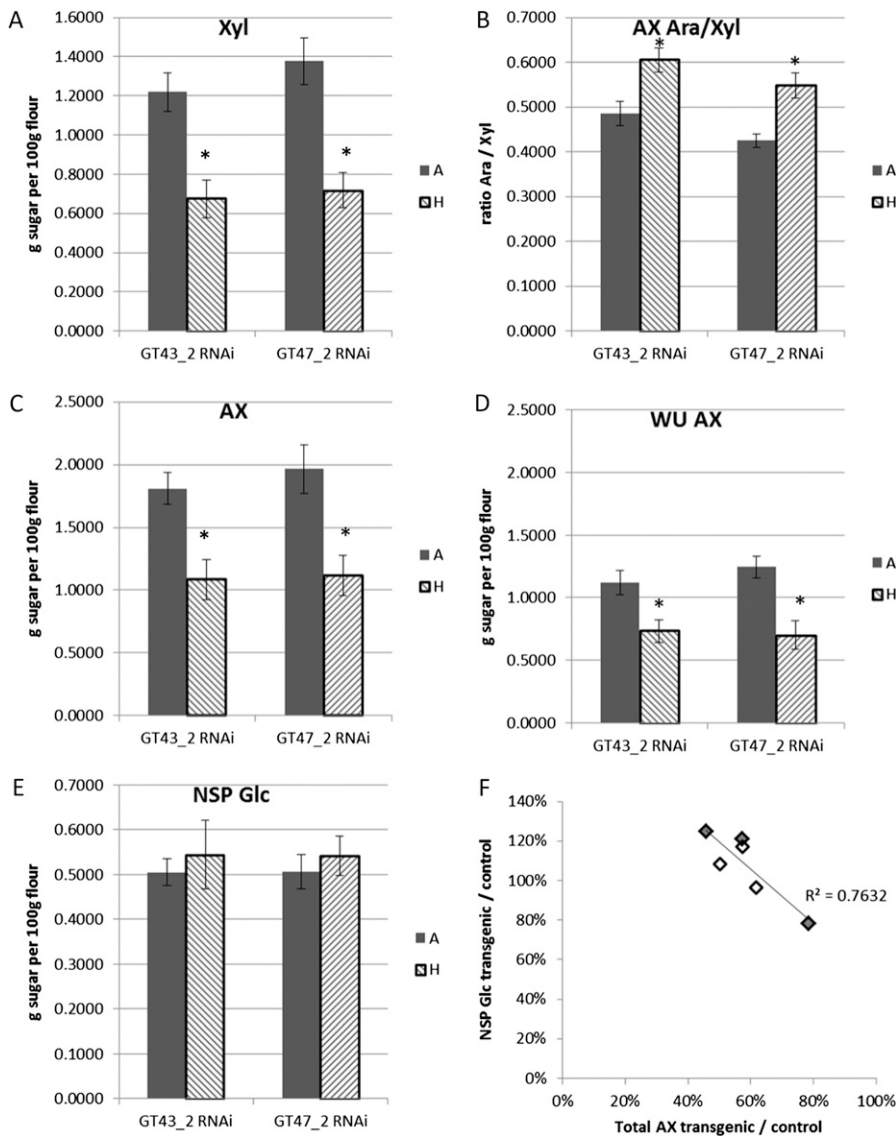 A
Xyl
g sugar per 100g flour
1.6000
1.4000
1.2000
1.0000
0.8000
0.6000
0.4000
0.2000
0.0000
*
*
GT43_2 RNAi
GT47_2 RNAi
A
H
B
AX Ara/Xyl
ratio Ara / Xyl
0.7000
0.6000
0.5000
0.4000
0.3000
0.2000
0.1000
0.0000
*
*
GT43_2 RNAi
GT47_2 RNAi
A
H
C
AX
g sugar per 100g flour
2.5000
2.0000
1.5000
1.0000
0.5000
0.0000
*
*
GT43_2 RNAi
GT47_2 RNAi
A
H
D
WU AX
g sugar per 100g flour
2.5000
2.0000
1.5000
1.0000
0.5000
0.0000
*
*
GT43_2 RNAi
GT47_2 RNAi
A
H
E
NSP Glc
g sugar per 100g flour
0.7000
0.6000
0.5000
0.4000
0.3000
0.2000
0.1000
0.0000
GT43_2 RNAi
GT47_2 RNAi
A
H
F
NSP Glc transgenic / control
140%
120%
100%
80%
60%
40%
20%
0%
R² = 0.7632
0%
20%
40%
60%
80%
100%
Total AX transgenic / control